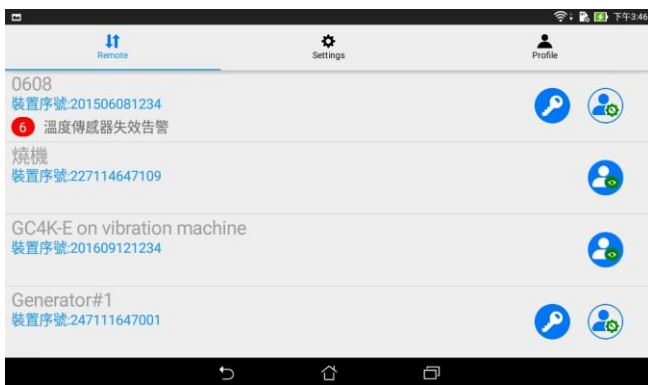 下午3:46
Remote
Settings
Profile
0608
裝置序號:201506081234
6 溫度傳感器失效告警
燒機
裝置序號:227114647109
GC4K-E on vibration machine
裝置序號:201609121234
Generator#1
裝置序號:247111647001